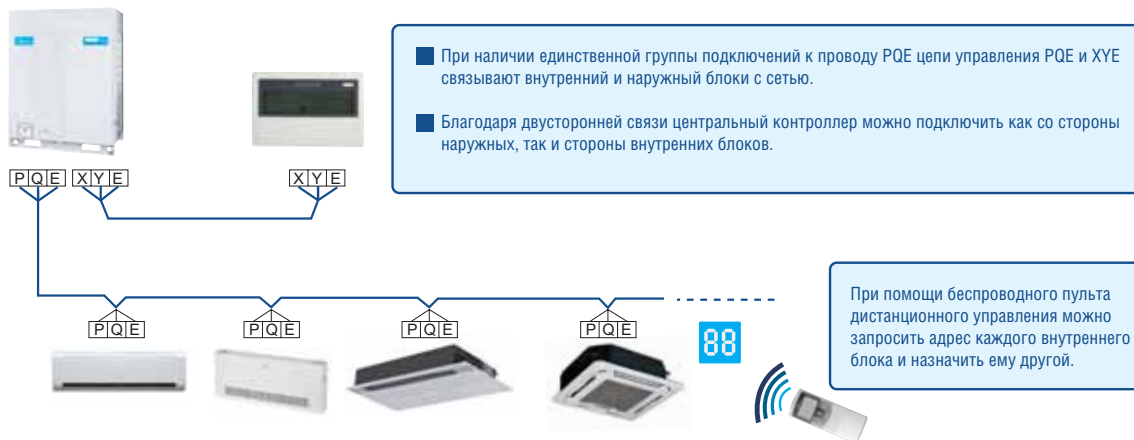 При наличии единственной группы подключений к проводу PQE цепи управления PQE и XYE
связывают внутренний и наружный блоки с сетью.
Благодаря двусторонней связи центральный контроллер можно подключить как со стороны
наружных, так и стороны внутренних блоков.
P Q E X Y E X Y E
P Q E P Q E P Q E P Q E
88
При помощи беспроводного пульта
дистанционного управления можно
запросить адрес каждого внутреннего
блока и назначить ему другой.